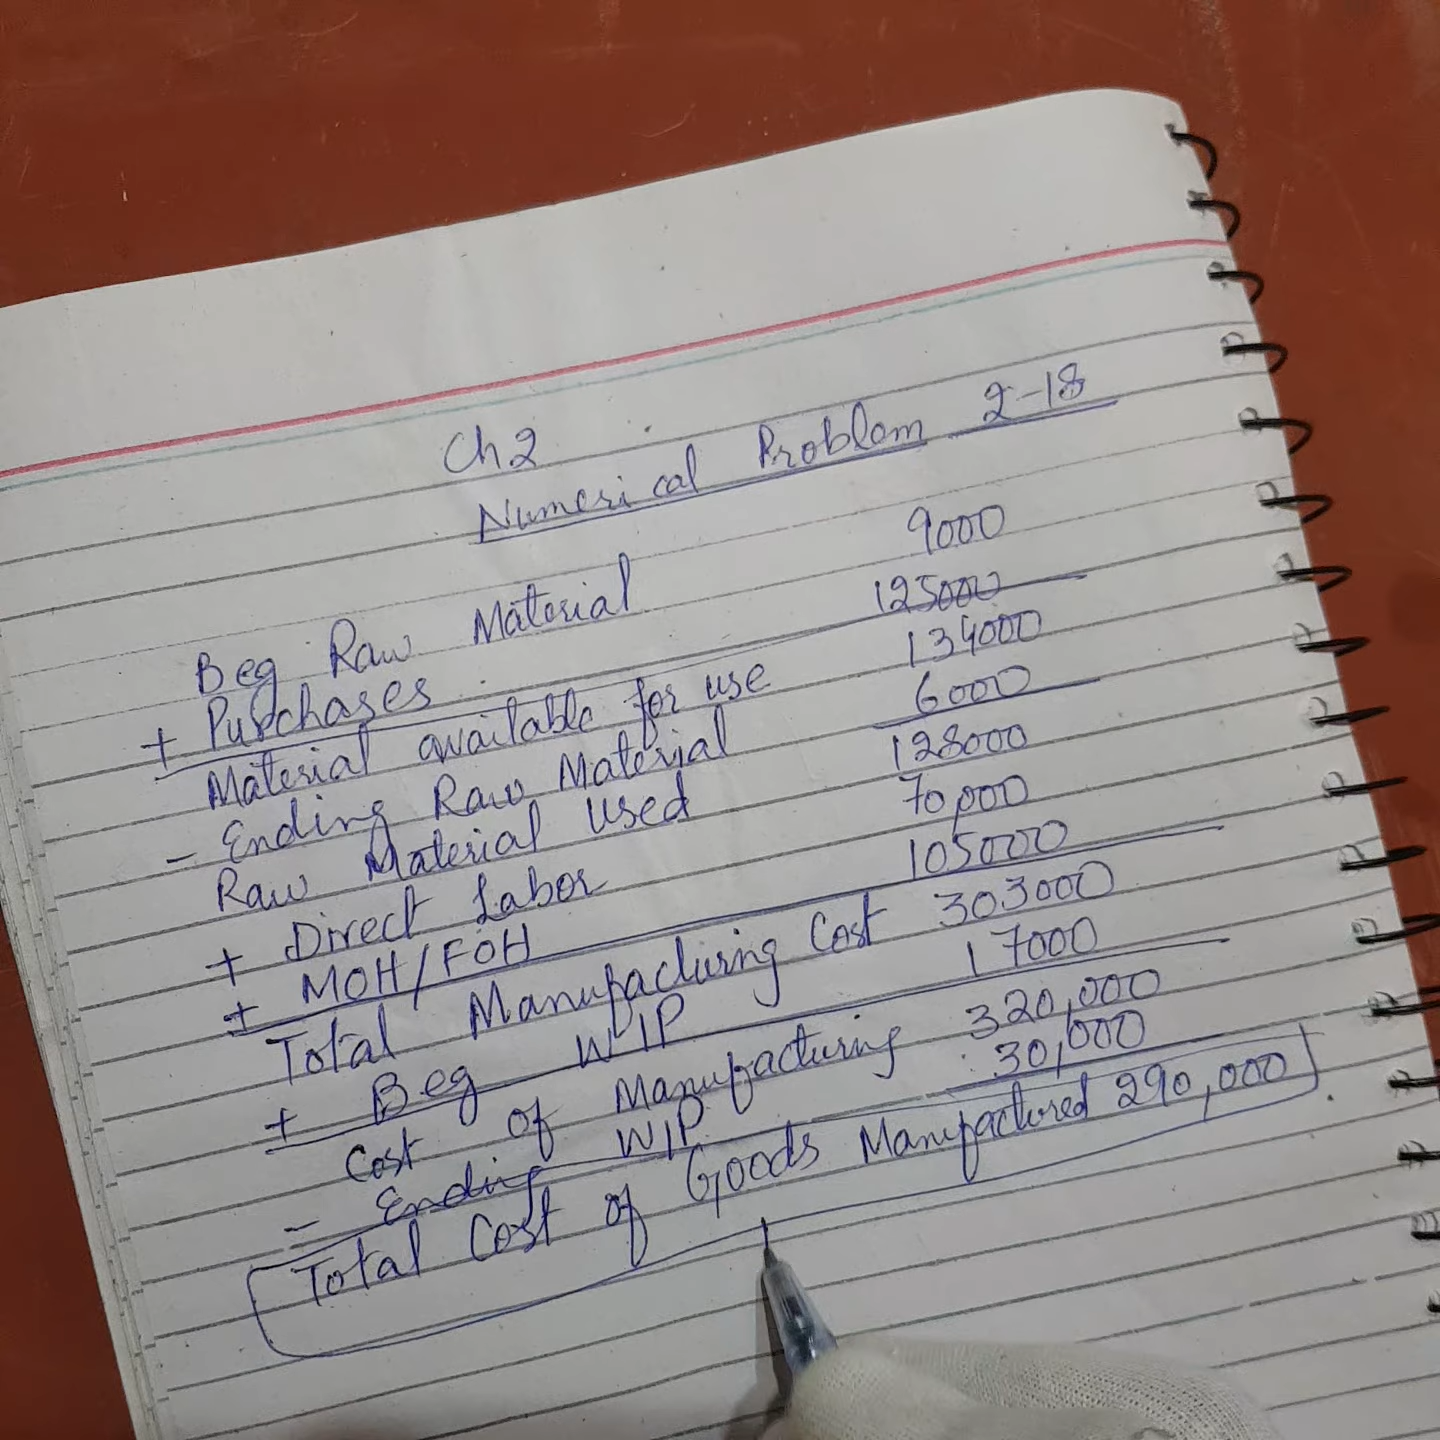 Ch2
Numerical Problem 2-18
Beg Raw Material 9000
+ Purchases 125000
Material available for use 134000
- Ending Raw Material 6000
Raw Material Used 128000
+ Direct Labor 70,000
+ MOH/FOH 105000
Total Manufacturing Cost 303000
+ Beg WIP 17000
Cost of Manufacturing 320,000
- Ending WIP 30,000
Total Cost of Goods Manufactured 290,000